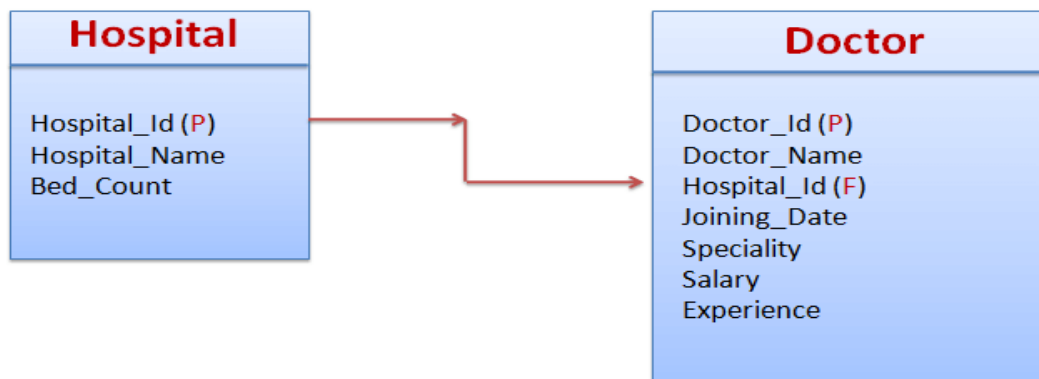 Hospital
Hospital_Id (P)
Hospital_Name
Bed_Count
Doctor
Doctor_Id (P)
Doctor_Name
Hospital_Id (F)
Joining_Date
Speciality
Salary
Experience